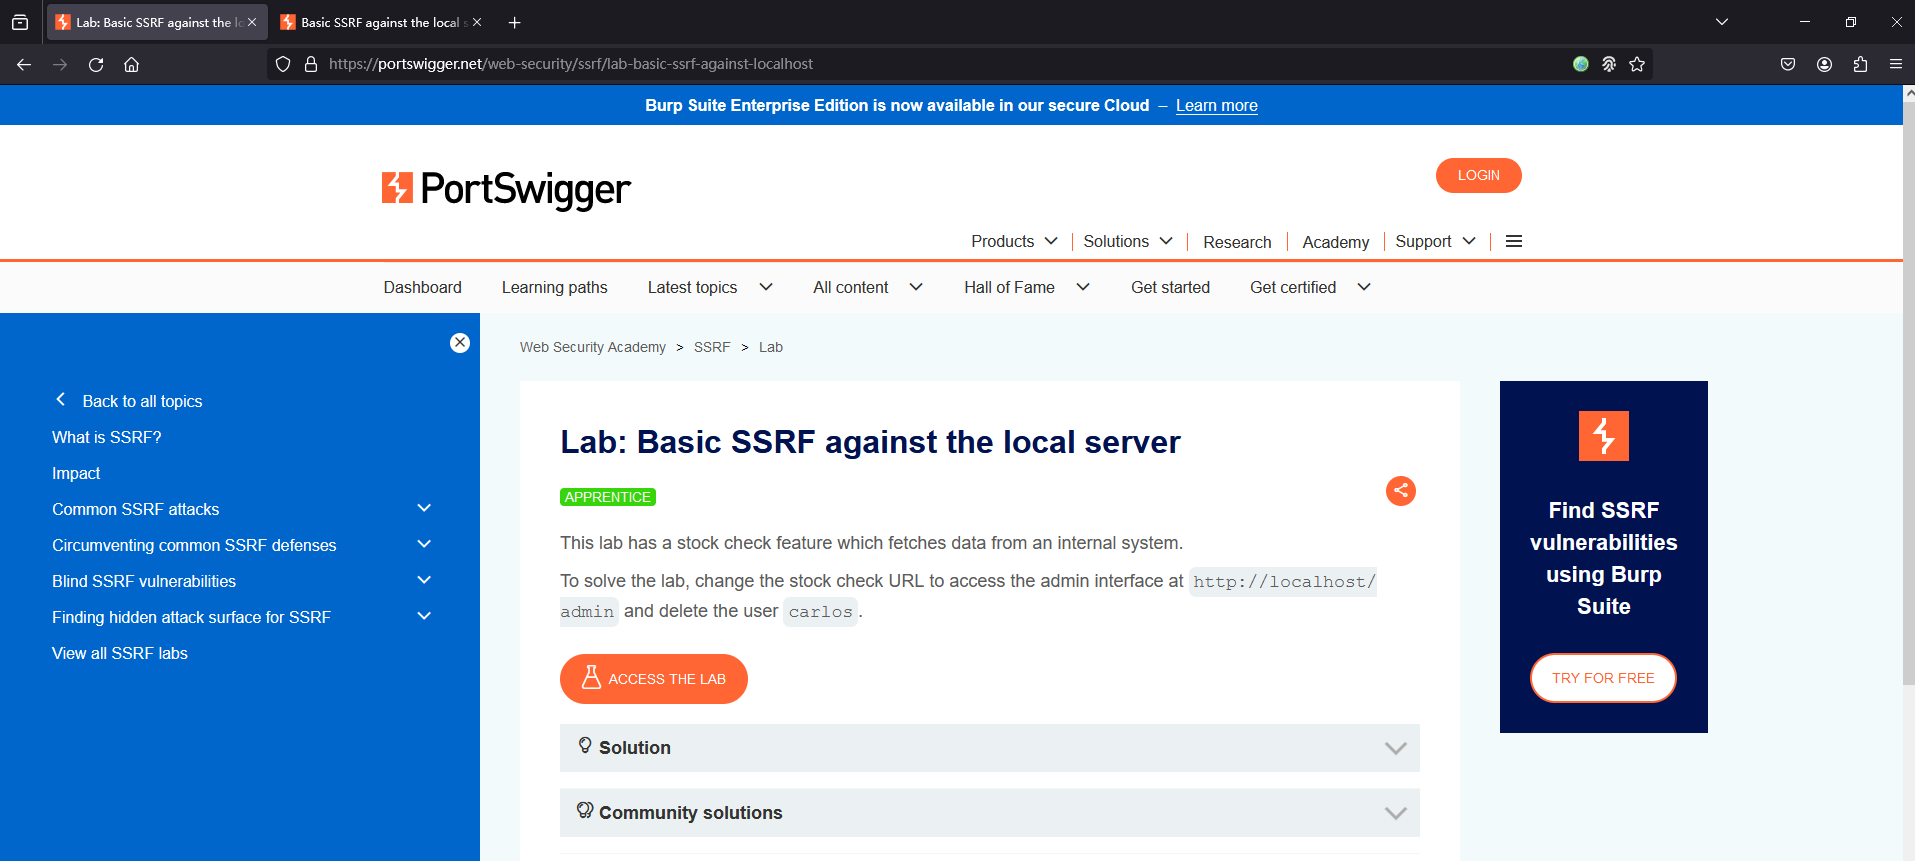 Lab: Basic SSRF against the lo
Basic SSRF against the local s
https://portswigger.net/web-security/ssrf/lab-basic-ssrf-against-localhost
Burp Suite Enterprise Edition is now available in our secure Cloud – Learn more
PortSwigger
LOGIN
Products Solutions Research Academy Support
Dashboard Learning paths Latest topics All content Hall of Fame Get started Get certified
Back to all topics
What is SSRF?
Impact
Common SSRF attacks
Circumventing common SSRF defenses
Blind SSRF vulnerabilities
Finding hidden attack surface for SSRF
View all SSRF labs
Web Security Academy > SSRF > Lab
Lab: Basic SSRF against the local server
APPRENTICE
This lab has a stock check feature which fetches data from an internal system.
To solve the lab, change the stock check URL to access the admin interface at http://localhost/
admin and delete the user carlos.
ACCESS THE LAB
Solution
Community solutions
Find SSRF
vulnerabilities
using Burp
Suite
TRY FOR FREE